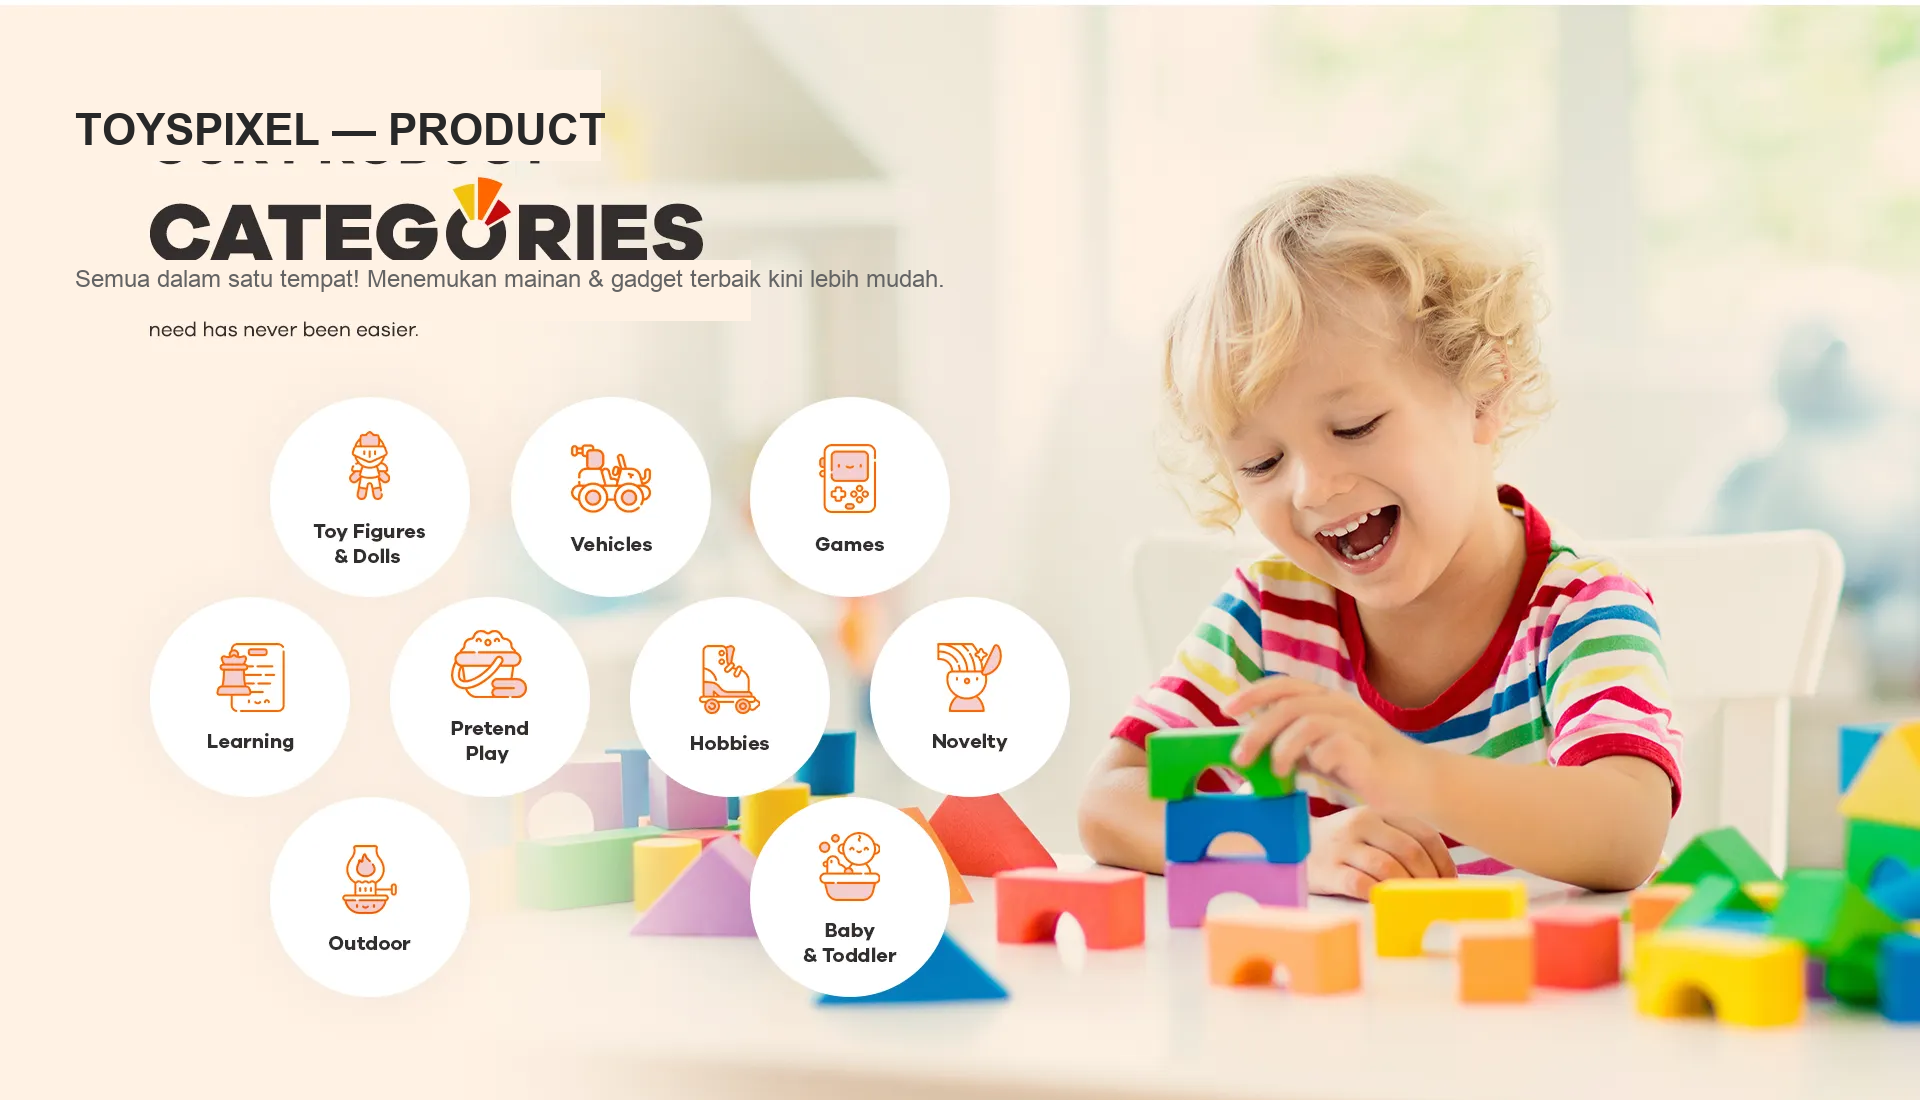 TOYSPIXEL — PRODUCT
CATEGORIES
Semua dalam satu tempat! Menemukan mainan & gadget terbaik kini lebih mudah.
need has never been easier.
Toy Figures
& Dolls
Vehicles
Games
Learning
Pretend
Play
Hobbies
Novelty
Outdoor
Baby
& Toddler